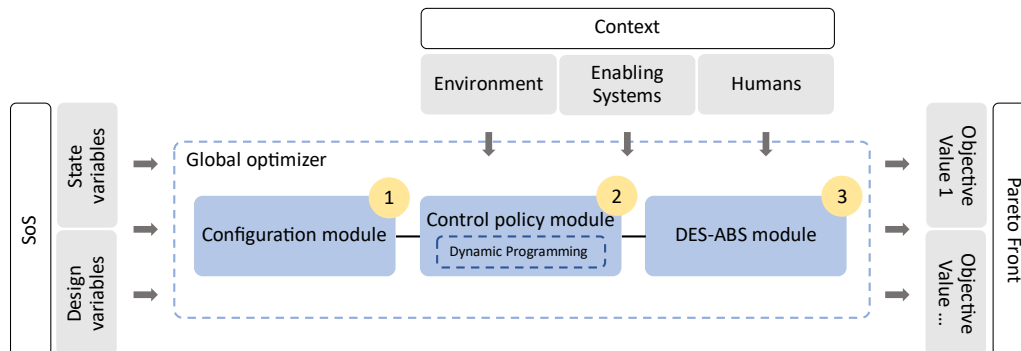 Context
Environment
Enabling
Systems
Humans
SoS
State
variables
Design
variables
Global optimizer
1
Configuration module
2
Control policy module
Dynamic Programming
3
DES-ABS module
Objective
Value 1
Objective
Value ...
Pareto Front